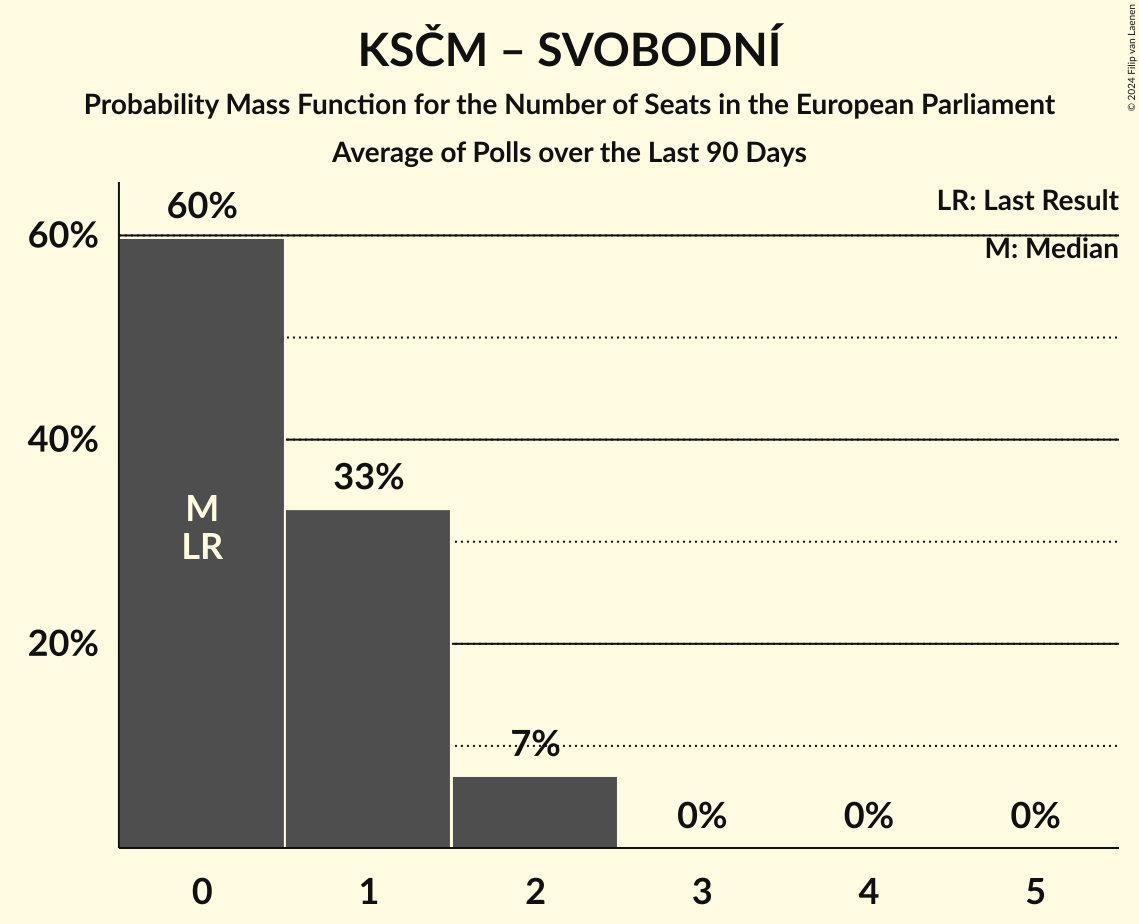 KSČM – SVOBODNÍ
Probability Mass Function for the Number of Seats in the European Parliament
Average of Polls over the Last 90 Days
© 2024 Filip van Laenen
LR: Last Result
M: Median
60%
40%
20%
60%
33%
7%
0%
0%
0%
M
LR
0
1
2
3
4
5